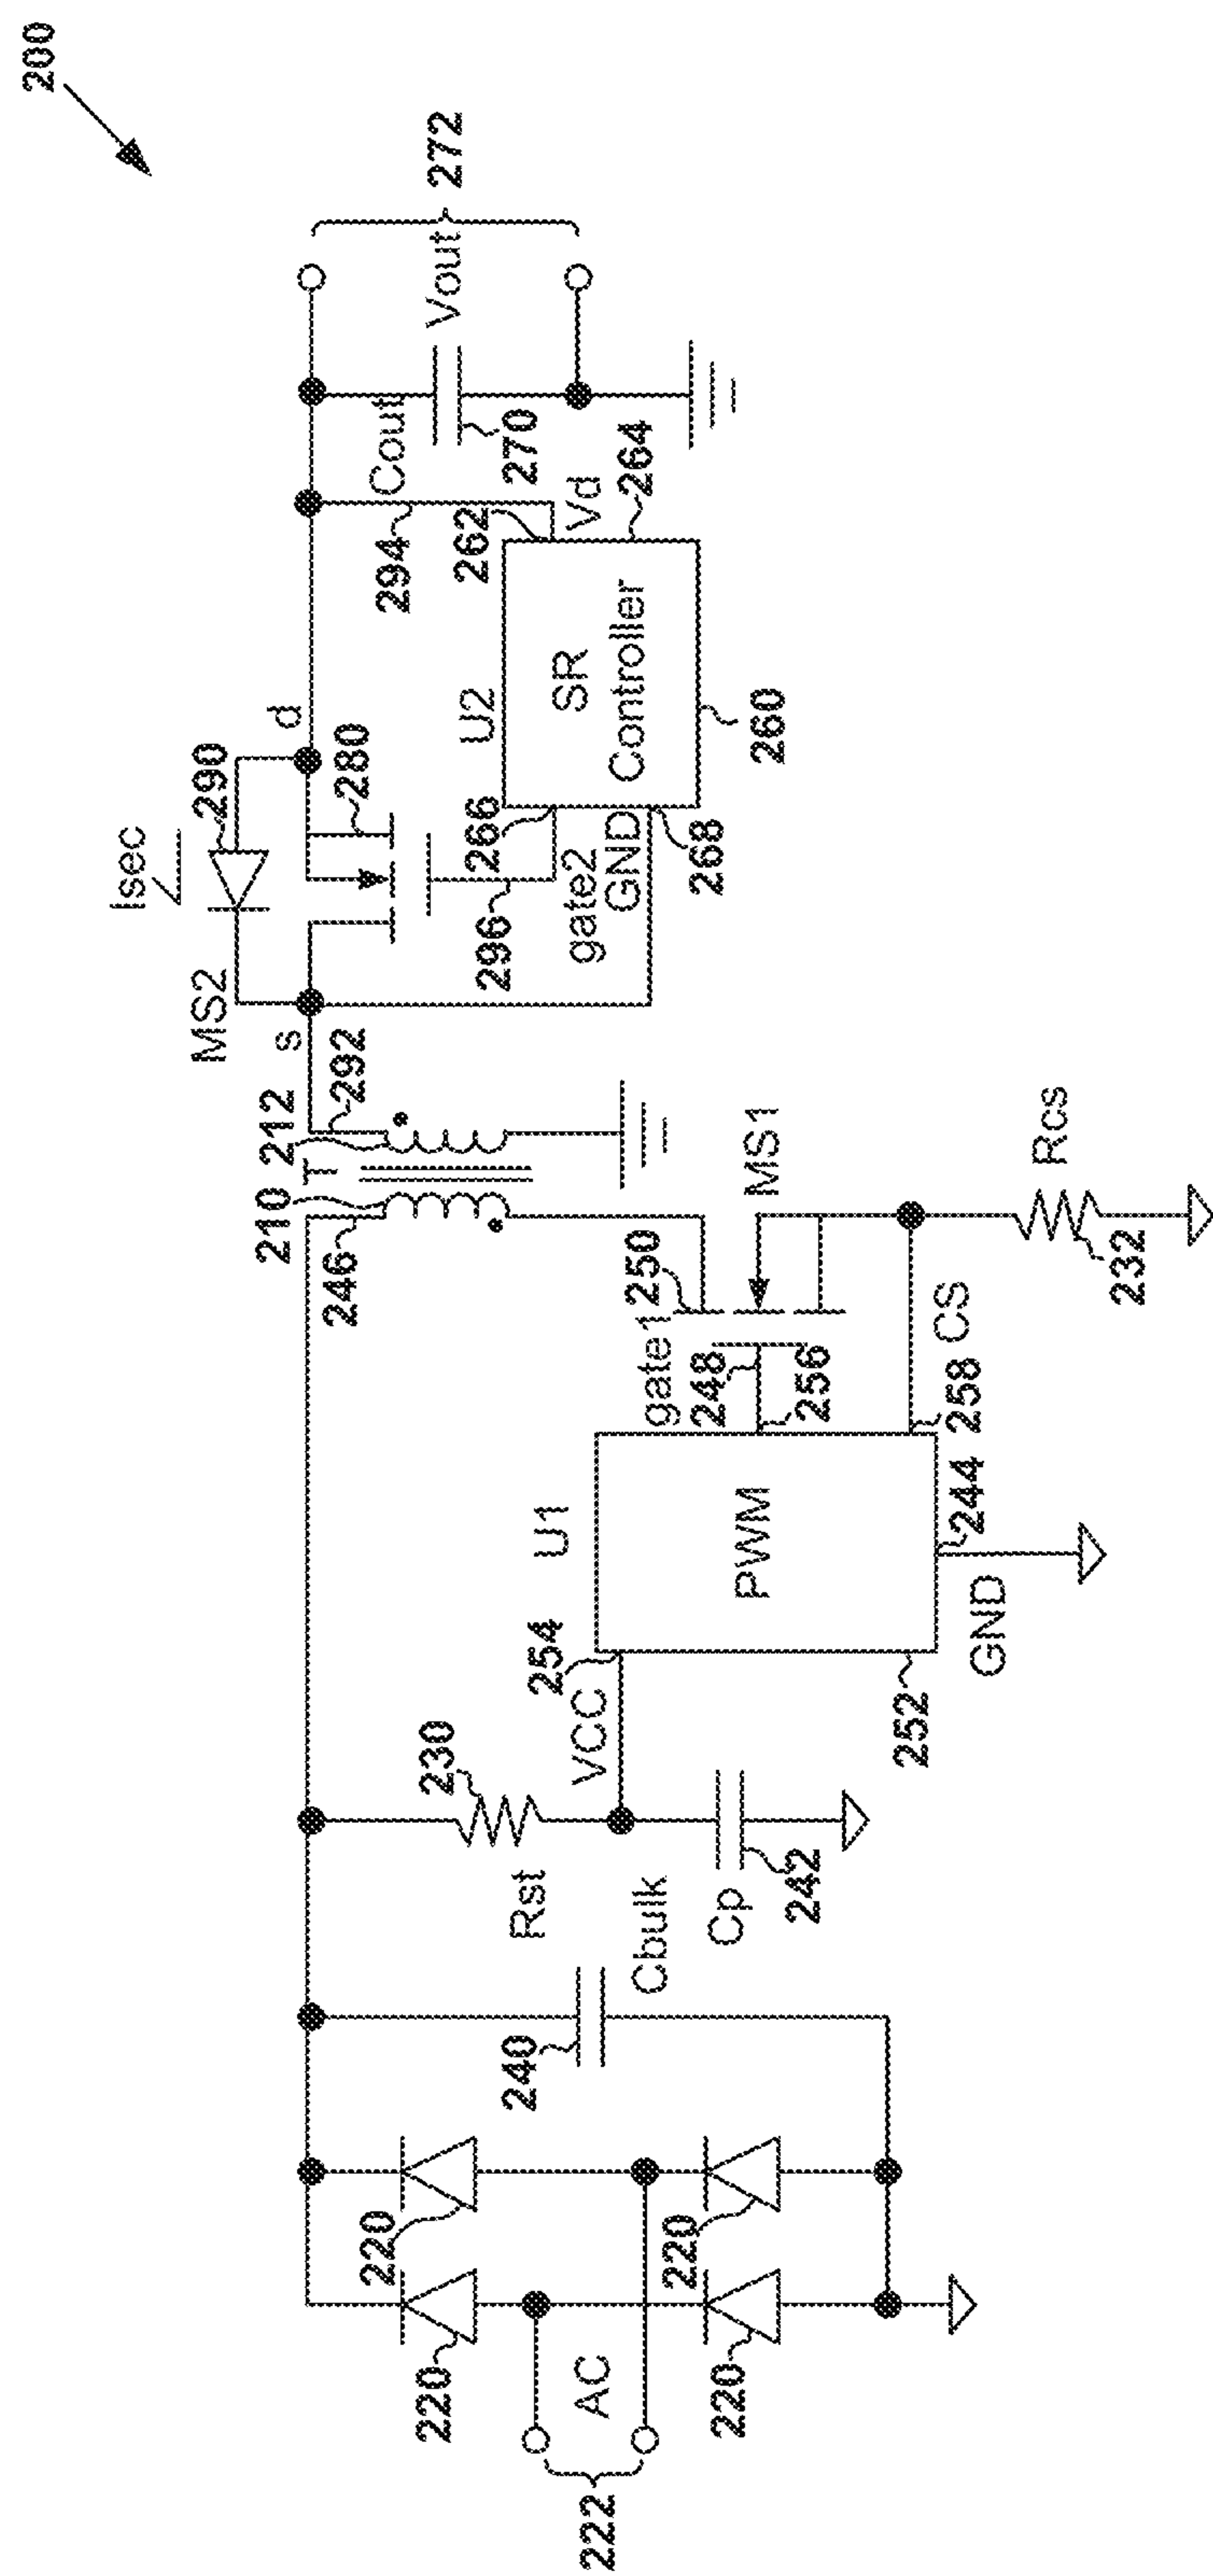 200
222
AC
220
220
220
220
240
Cbulk
Rst
230
Cp
242
VCC
254
U1
PWM
252
GND
244
258
CS
256
248
gate1
250
MS1
Rcs
232
246
210
T
212
292
s
MS2
Isec
290
d
280
296
gate2
266
GND
268
U2
SR
Controller
260
264
Vd
262
294
Cout
270
Vout
272